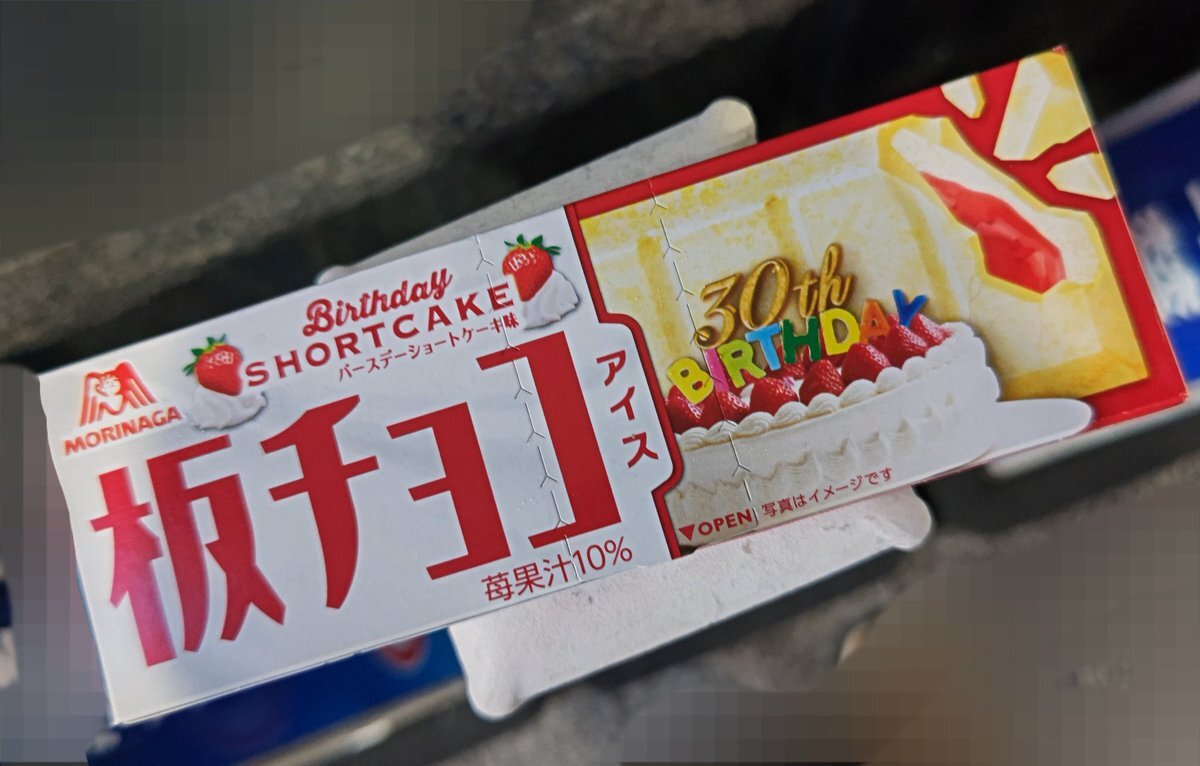 MORINAGA
Birthday
SHORTCAKE
バースデーショートケーキ味
板チョコ
アイス
苺果汁10%
30th
BIRTHDAY
▼OPEN
写真はイメージです